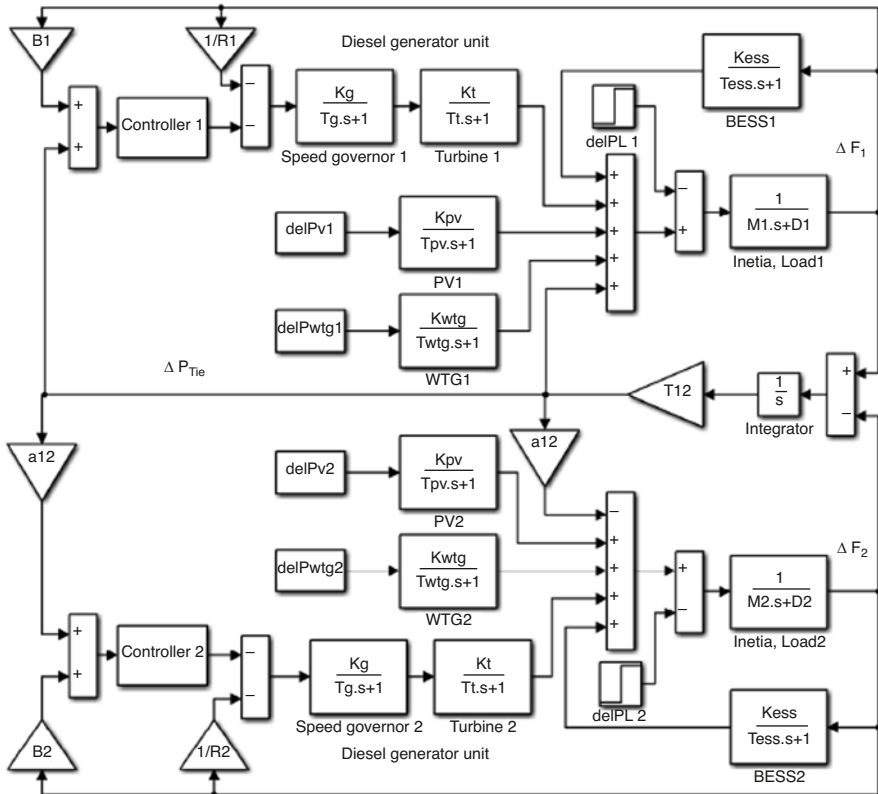 B1
1/R1
Diesel generator unit
Kess
Tess.s+1
BESS1
+
+
Controller 1
−
−
Kg
Tg.s+1
Speed governor 1
Kt
Tt.s+1
Turbine 1
delPL 1
Δ F1
+
+
+
+
+
−
+
1
M1.s+D1
Inetia, Load1
delPv1
Kpv
Tpv.s+1
PV1
delPwtg1
Kwtg
Twtg.s+1
WTG1
Δ PTie
T12
1
s
Integrator
+
−
a12
a12
delPv2
Kpv
Tpv.s+1
PV2
delPwtg2
Kwtg
Twtg.s+1
WTG2
−
+
+
+
+
+
−
Δ F2
1
M2.s+D2
Inetia, Load2
+
+
Controller 2
−
−
Kg
Tg.s+1
Speed governor 2
Kt
Tt.s+1
Turbine 2
delPL 2
B2
1/R2
Diesel generator unit
Kess
Tess.s+1
BESS2